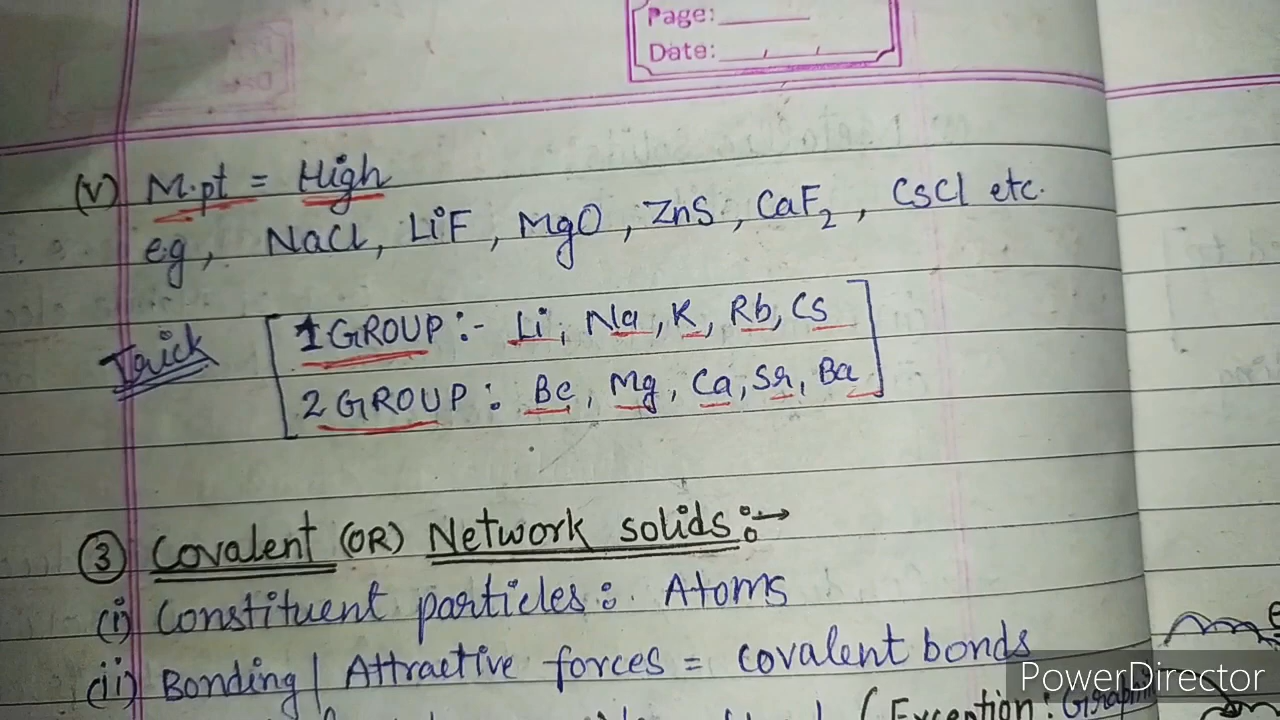 Page:
Date:
(V) M.pt = High
e.g, NaCl, LiF, MgO, ZnS, CaF₂, CsCl etc.
Trick
1 GROUP :- Li, Na, K, Rb, Cs
2 GROUP : Be, Mg, Ca, Sr, Ba
③ Covalent (OR) Network solids :→
(i) Constituent particles : Atoms
(ii) Bonding / Attractive forces = covalent bonds
(Exception :
PowerDirector